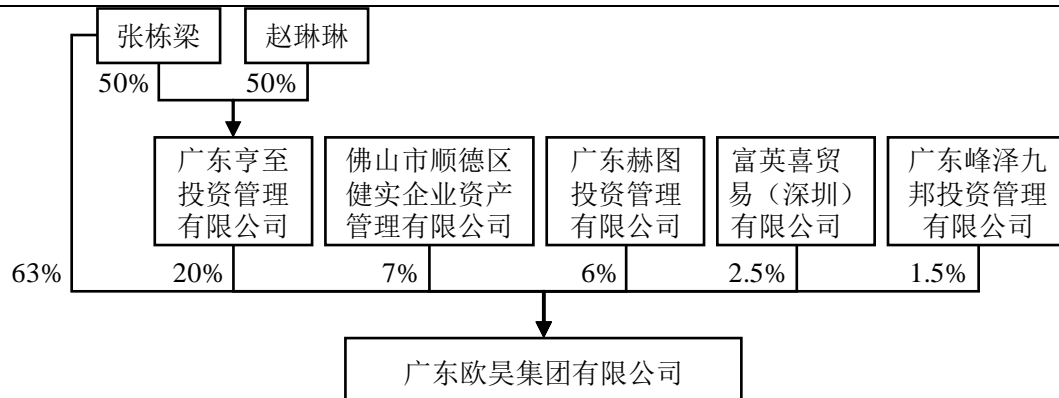 张栋梁
赵琳琳
50%
50%
广东亨至
投资管理
有限公司
佛山市顺德区
健实企业资产
管理有限公司
广东赫图
投资管理
有限公司
富英喜贸
易（深圳）
有限公司
广东峰泽九
邦投资管理
有限公司
63%
20%
7%
6%
2.5%
1.5%
广东欧昊集团有限公司